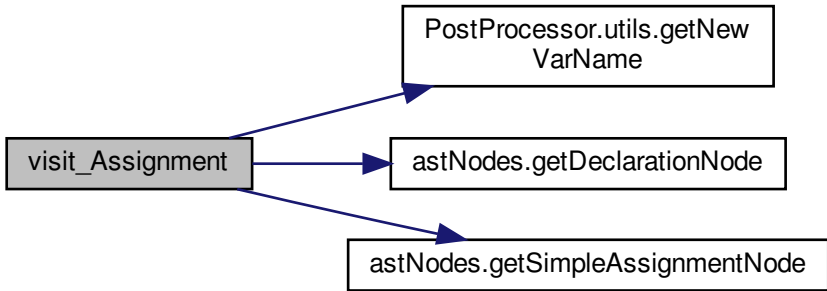 PostProcessor.utils.getNew
VarName
visit_Assignment
astNodes.getDeclarationNode
astNodes.getSimpleAssignmentNode